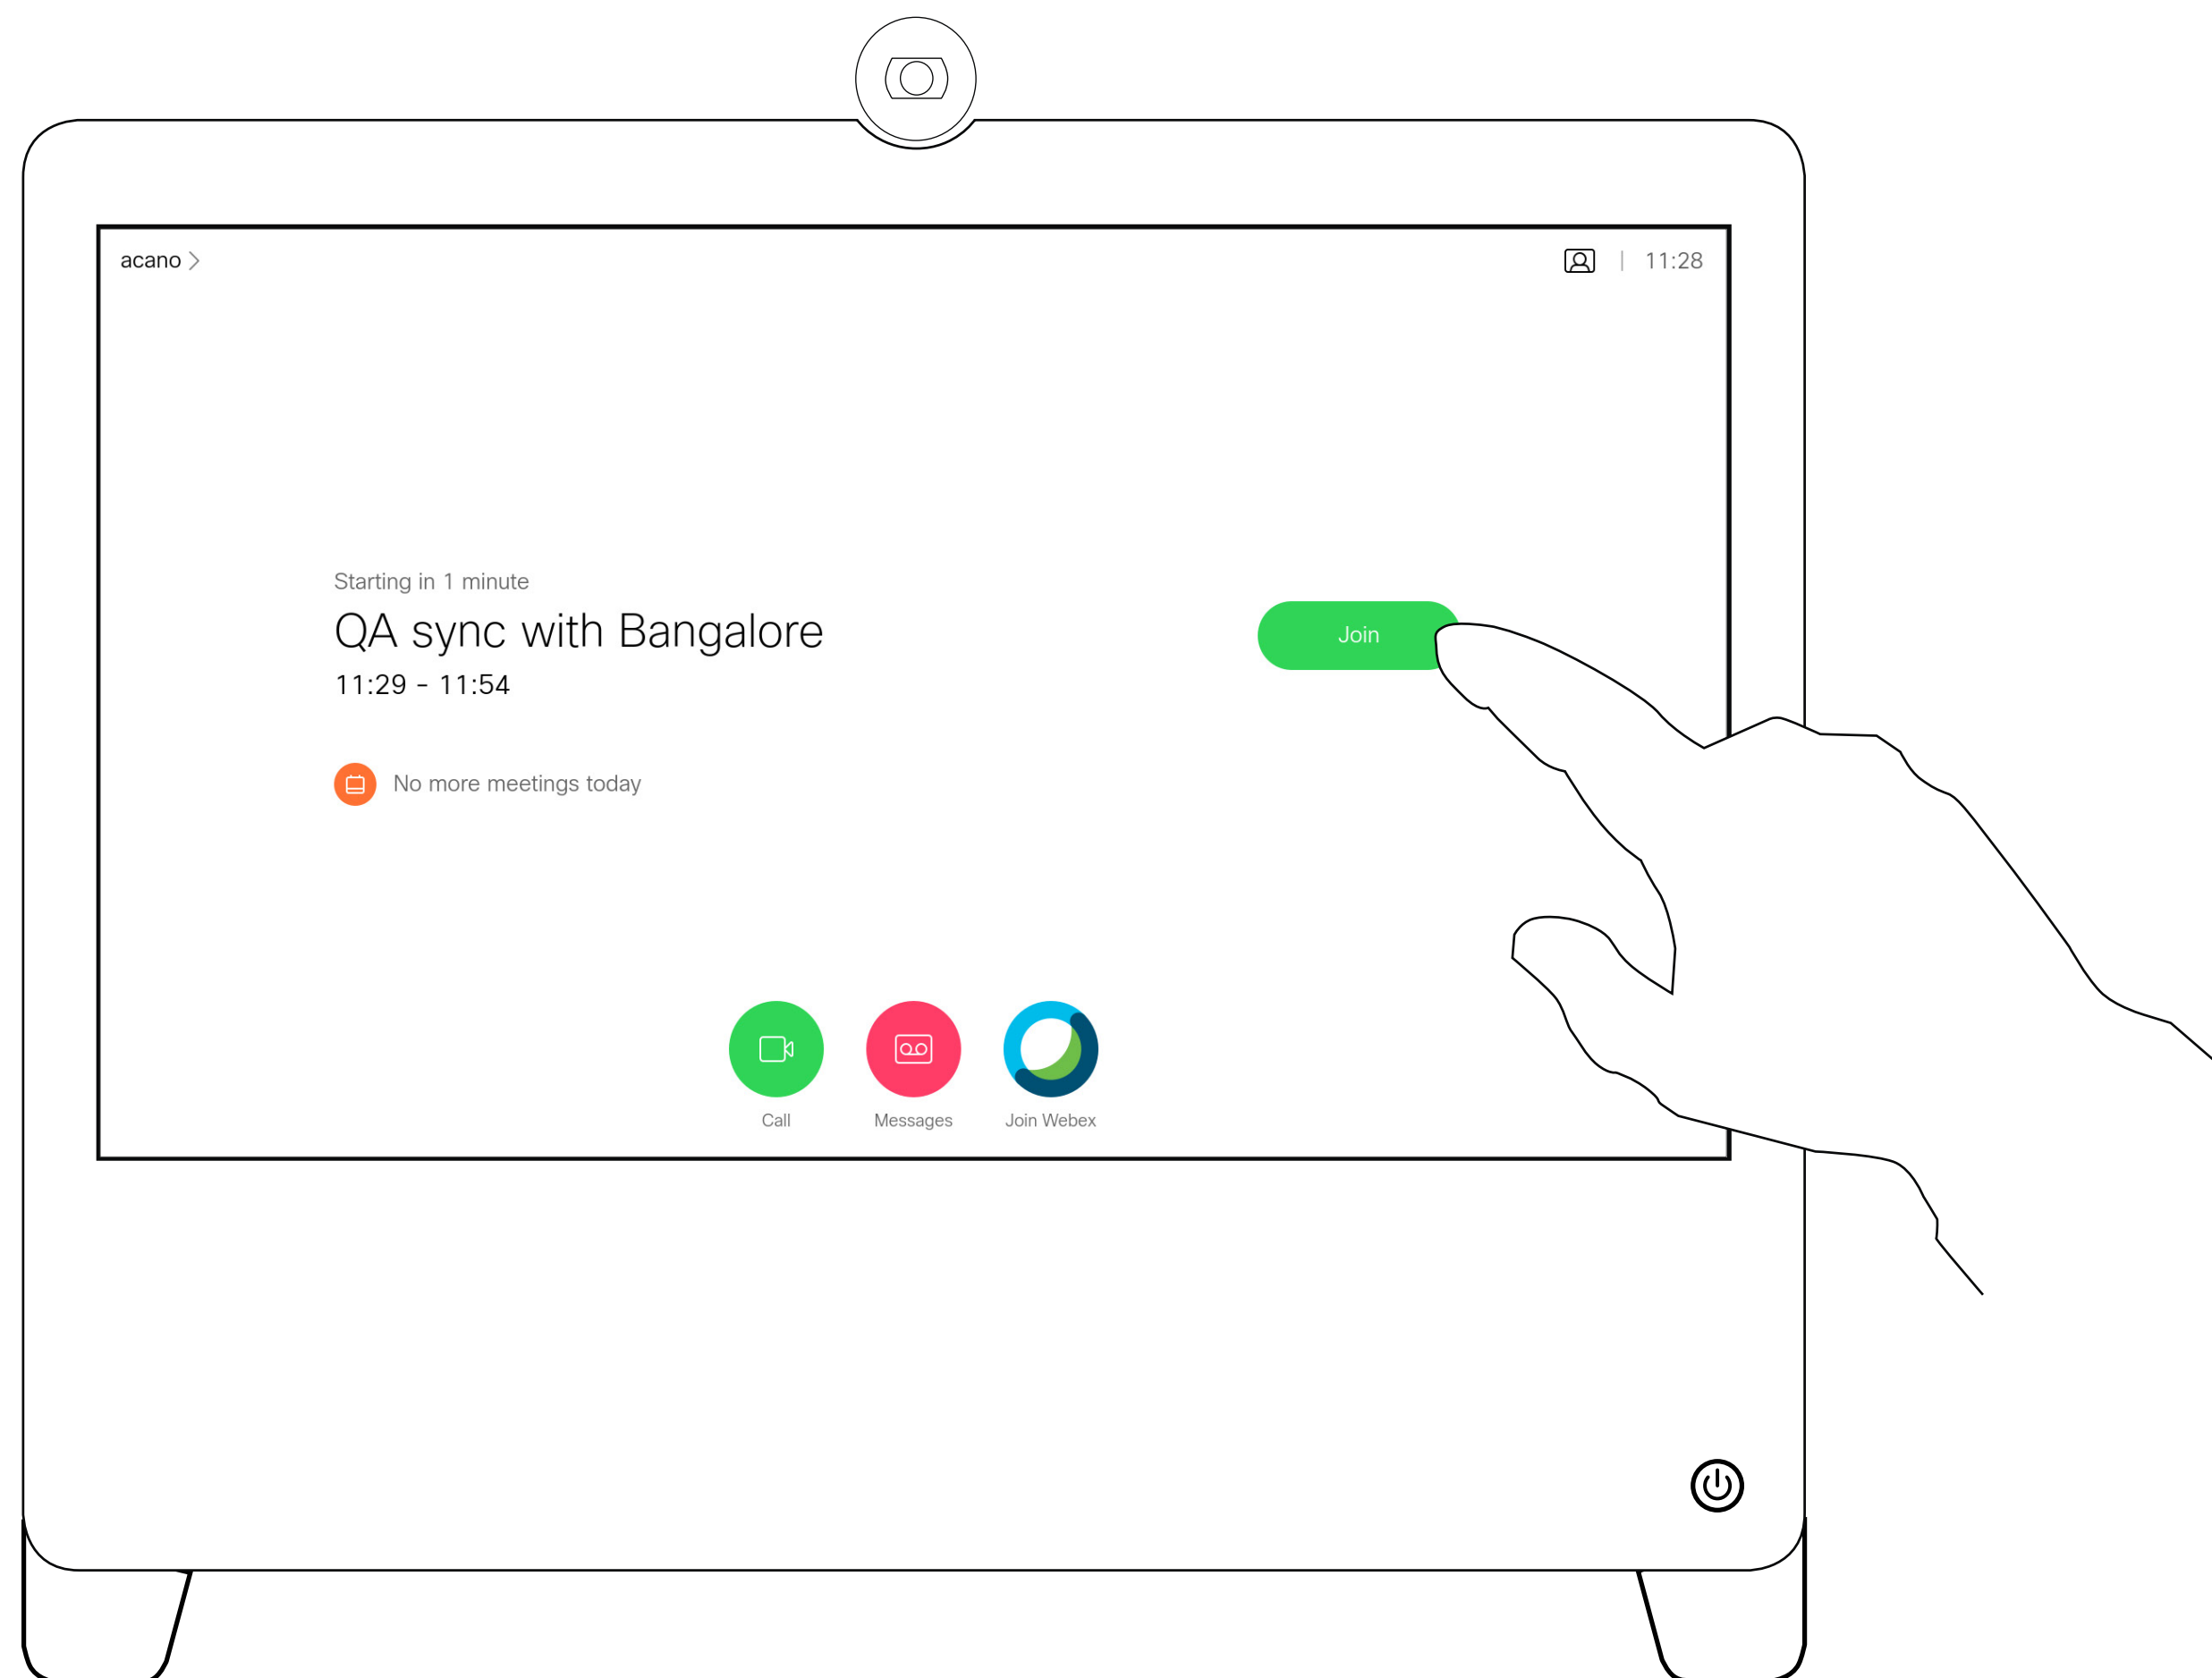 acano
11:28
Starting in 1 minute
QA sync with Bangalore
11:29 - 11:54
Join
No more meetings today
Call
Messages
Join Webex